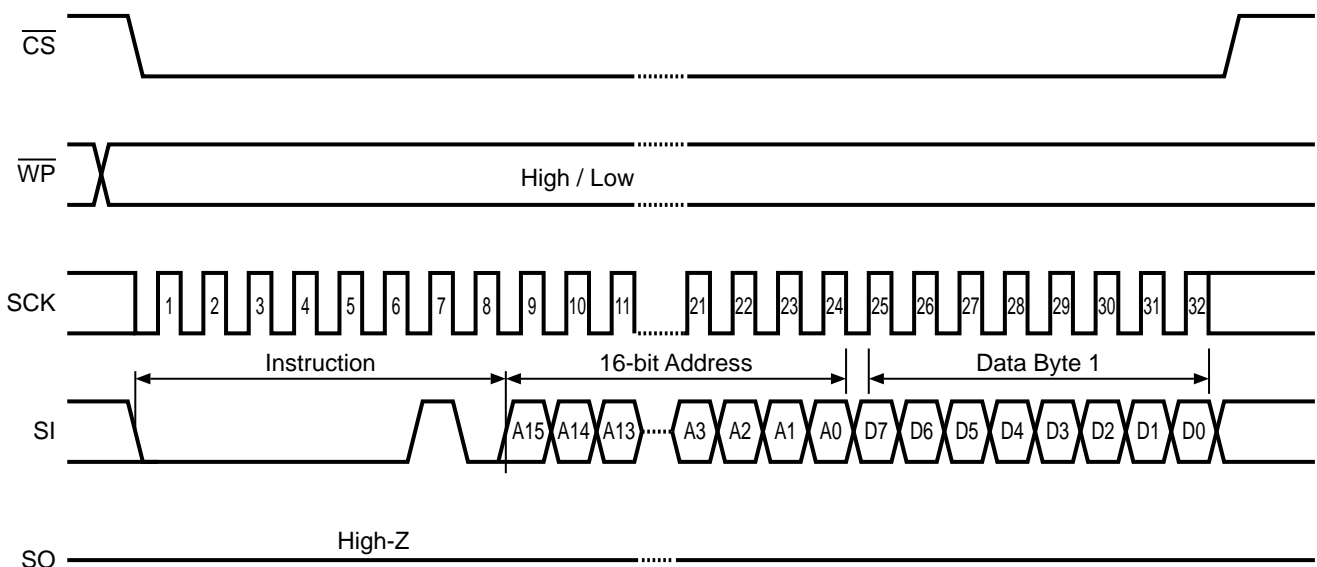 CS
WP
High / Low
SCK
1 2 3 4 5 6 7 8 9 10 11 21 22 23 24 25 26 27 28 29 30 31 32
Instruction 16-bit Address Data Byte 1
SI
A15 A14 A13 A3 A2 A1 A0 D7 D6 D5 D4 D3 D2 D1 D0
High-Z
SO